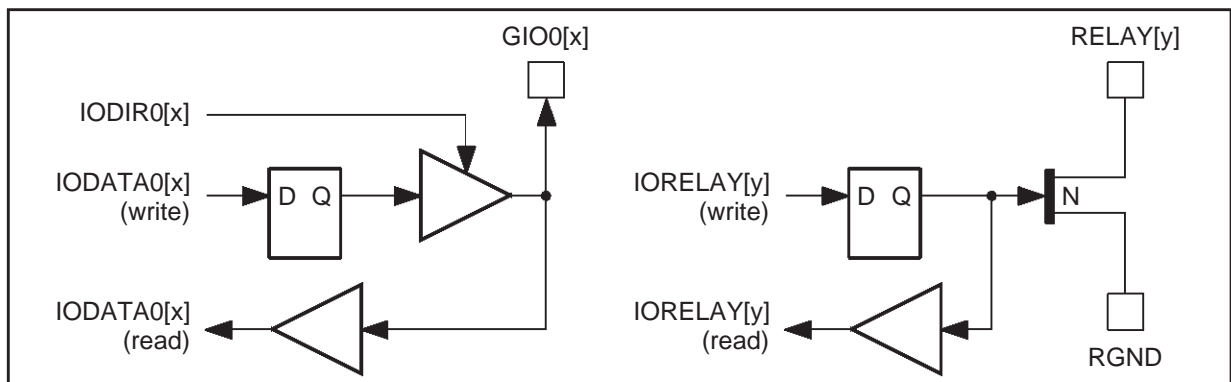 GIO0[x]
IODIR0[x]
IODATA0[x]
(write)
D Q
IODATA0[x]
(read)
RELAY[y]
IORELAY[y]
(write)
D Q
N
IORELAY[y]
(read)
RGND